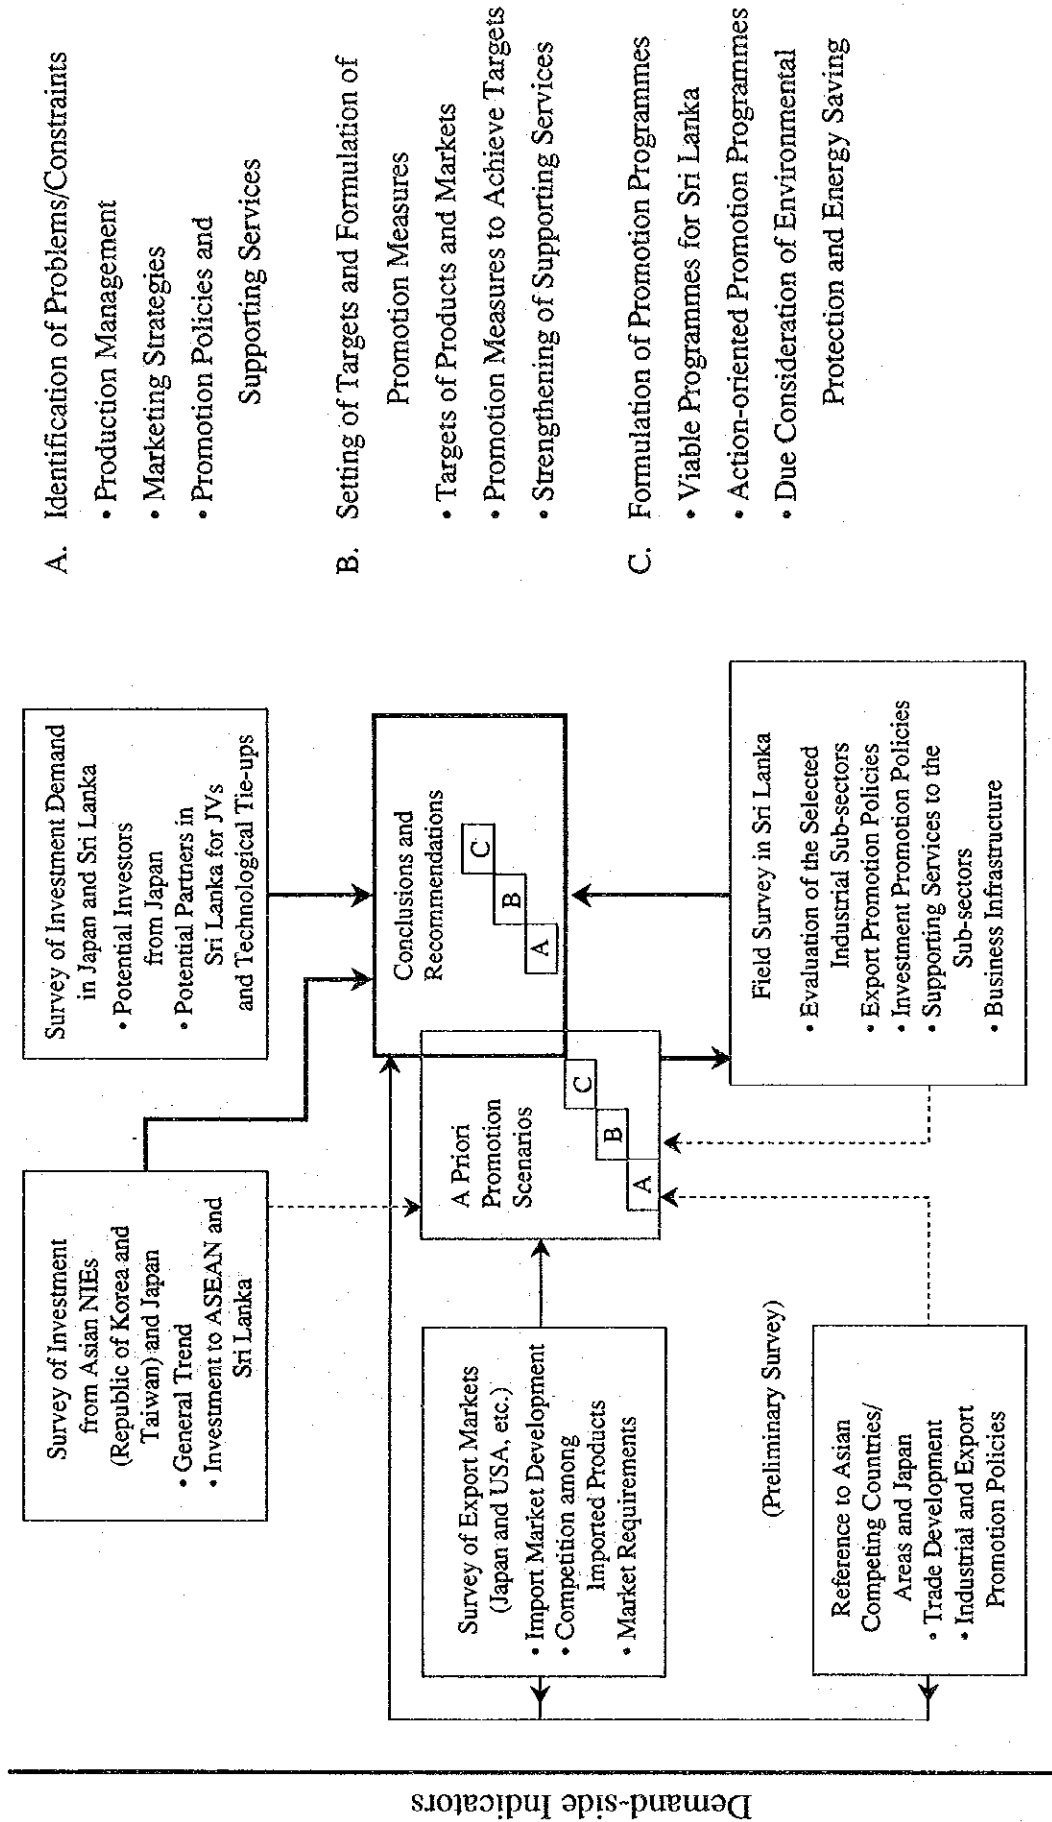 Demand-side Indicators
Survey of Investment
from Asian NIEs
(Republic of Korea and
Taiwan) and Japan
• General Trend
• Investment to ASEAN and
Sri Lanka
Survey of Investment Demand
in Japan and Sri Lanka
• Potential Investors
from Japan
• Potential Partners in
Sri Lanka for JVs
and Technological Tie-ups
Survey of Export Markets
(Japan and USA, etc.)
• Import Market Development
• Competition among
Imported Products
• Market Requirements
A Priori
Promotion
Scenarios
A
B
C
Conclusions and
Recommendations
A
B
C
(Preliminary Survey)
Reference to Asian
Competing Countries/
Areas and Japan
• Trade Development
• Industrial and Export
Promotion Policies
Field Survey in Sri Lanka
• Evaluation of the Selected
Industrial Sub-sectors
• Export Promotion Policies
• Investment Promotion Policies
• Supporting Services to the
Sub-sectors
• Business Infrastructure
A. Identification of Problems/Constraints
• Production Management
• Marketing Strategies
• Promotion Policies and
Supporting Services
B. Setting of Targets and Formulation of
Promotion Measures
• Targets of Products and Markets
• Promotion Measures to Achieve Targets
• Strengthening of Supporting Services
C. Formulation of Promotion Programmes
• Viable Programmes for Sri Lanka
• Action-oriented Promotion Programmes
• Due Consideration of Environmental
Protection and Energy Saving